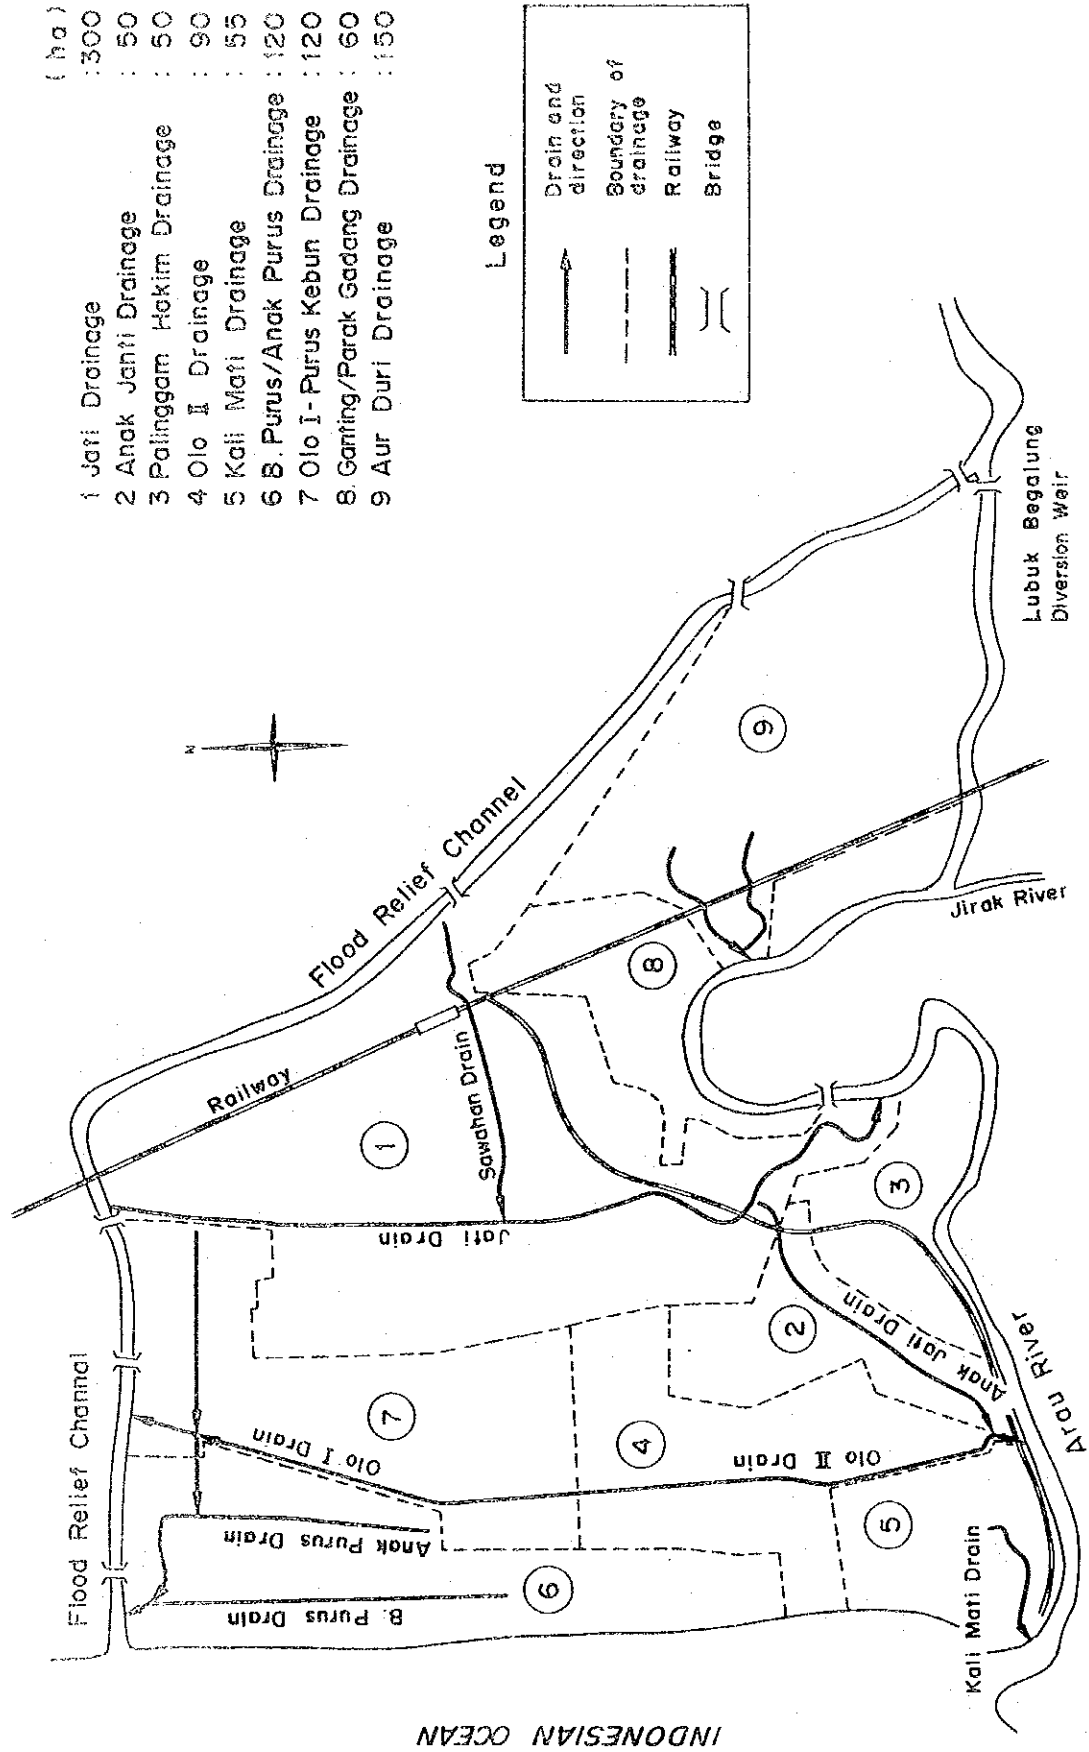 (ha)
1 Jati Drainage : 300
2 Anak Janti Drainage : 50
3 Palinggam Hakim Drainage : 50
4 Olo II Drainage : 90
5 Kali Mati Drainage : 55
6 B. Purus/Anak Purus Drainage : 120
7 Olo I-Purus Kebun Drainage : 120
8. Ganting/Parak Gadang Drainage : 60
9 Aur Duri Drainage : 150
Legend
Drain and
direction
Boundary of
drainage
Railway
Bridge
N
Flood Relief Channal
Flood Relief Channel
Railway
Sawahan Drain
Jati Drain
Olo I Drain
Anak Purus Drain
B. Purus Drain
Olo II Drain
Anak Jati Drain
Kali Mati Drain
Arau River
Jirak River
Lubuk Begalung
Diversion Weir
INDONESIAN OCEAN
1
2
3
4
5
6
7
8
9